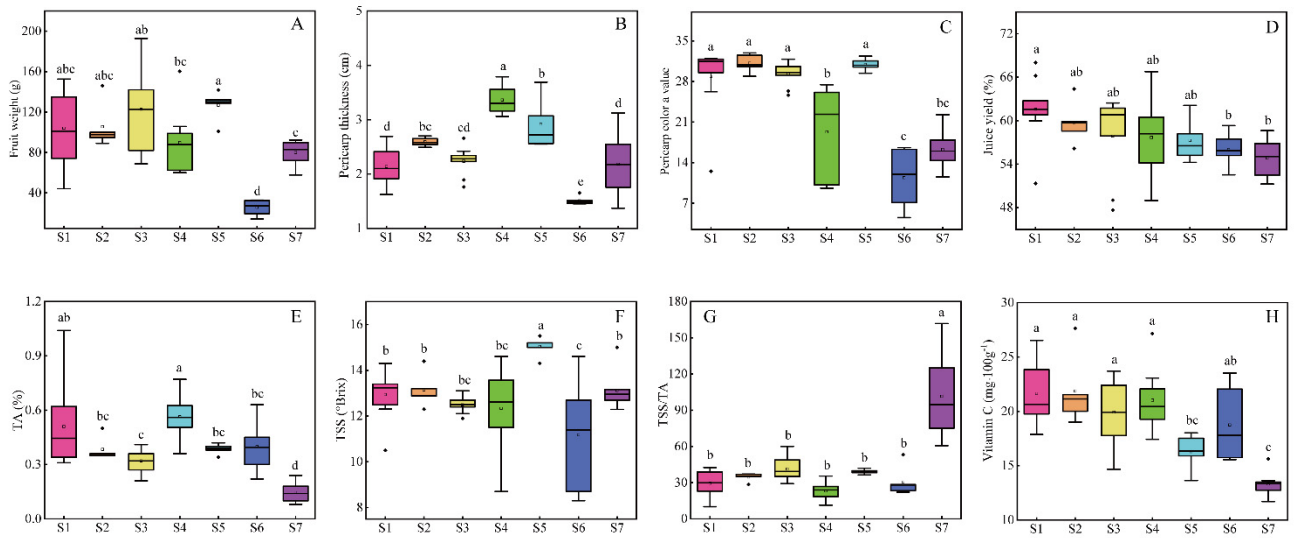 A
Fruit weight (g)
220
180
140
100
60
abc
abc
ab
bc
a
d
c
S1 S2 S3 S4 S5 S6 S7
B
Pericarp thickness (cm)
5
4
3
2
1
d
bc
cd
a
b
e
d
S1 S2 S3 S4 S5 S6 S7
C
Pericarp color a value
35
28
21
14
7
a
a
a
b
a
c
bc
S1 S2 S3 S4 S5 S6 S7
D
Juice yield (%)
72
66
60
54
48
a
ab
ab
ab
ab
b
b
S1 S2 S3 S4 S5 S6 S7
E
TA (%)
1.2
0.9
0.6
0.3
0.0
ab
bc
c
a
bc
bc
d
S1 S2 S3 S4 S5 S6 S7
F
TSS (°Brix)
16
14
12
10
8
b
b
bc
bc
a
c
b
S1 S2 S3 S4 S5 S6 S7
G
TSS/TA
180
150
120
90
60
30
0
b
b
b
b
b
b
a
S1 S2 S3 S4 S5 S6 S7
H
Vitamin C (mg·100g⁻¹)
30
25
20
15
10
a
a
a
a
bc
ab
c
S1 S2 S3 S4 S5 S6 S7